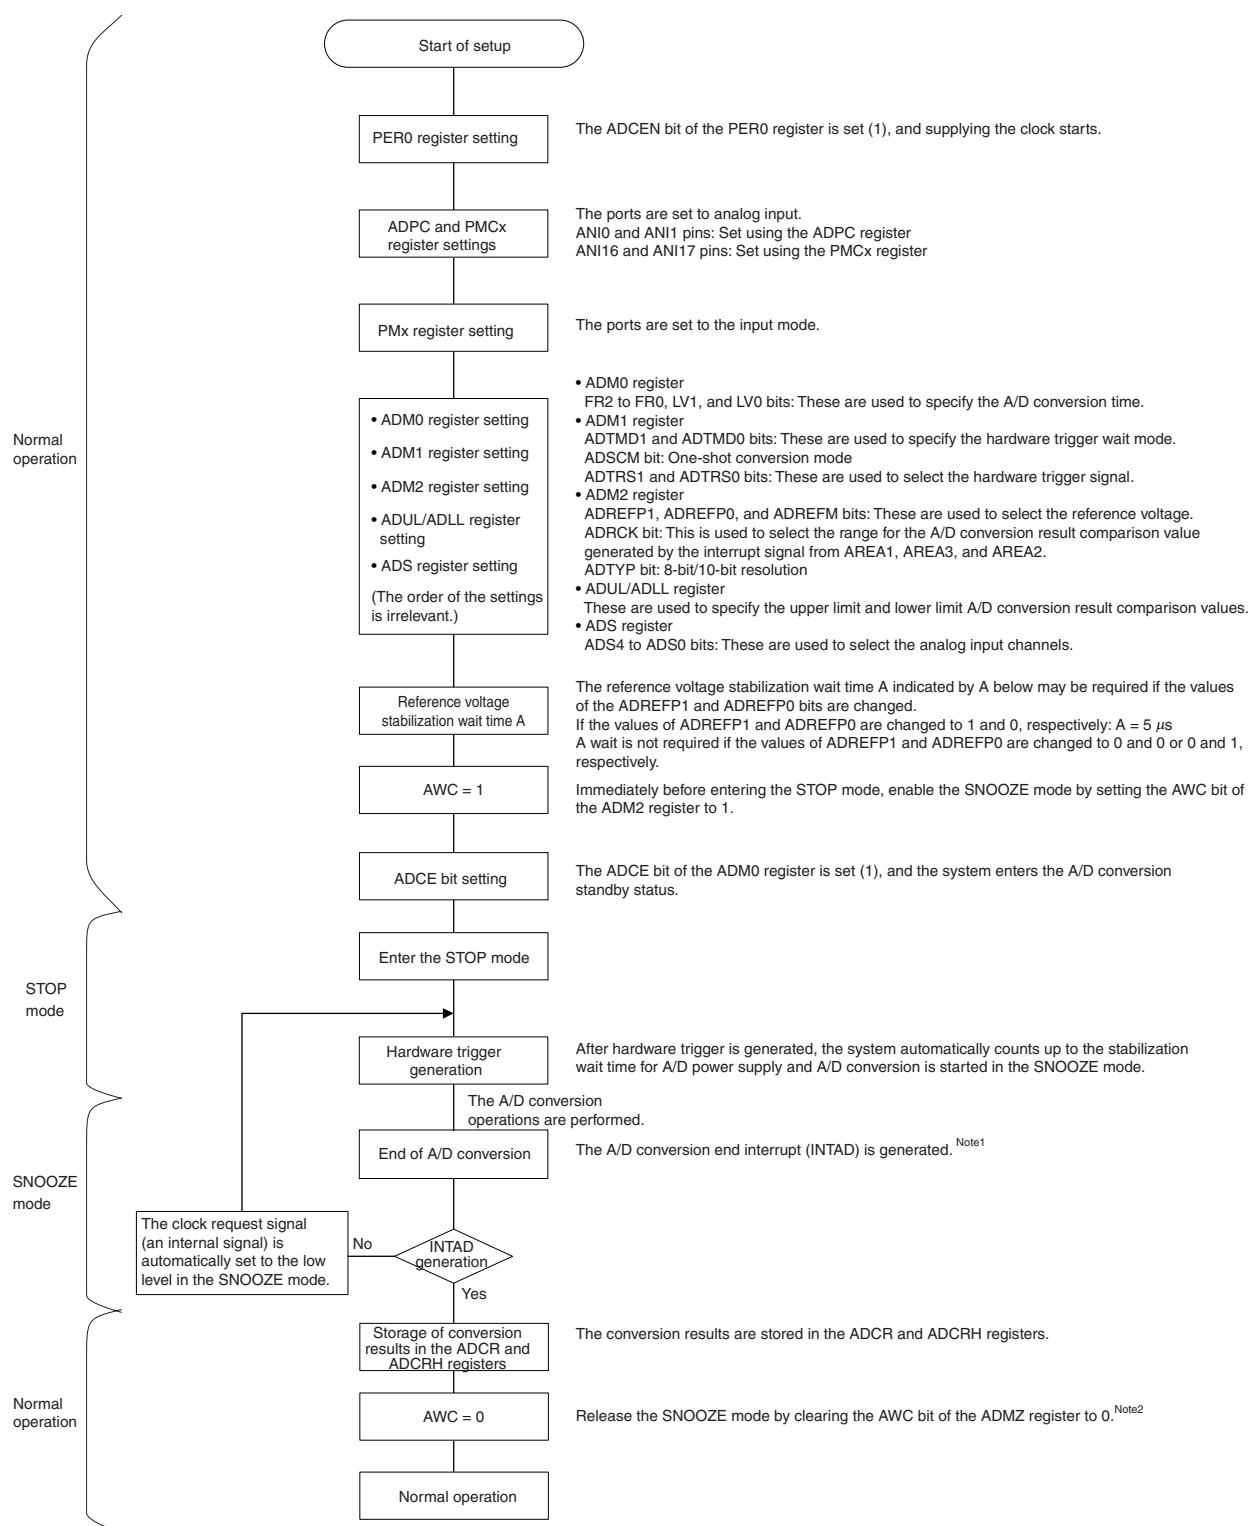 Start of setup
PER0 register setting
The ADCEN bit of the PER0 register is set (1), and supplying the clock starts.
ADPC and PMCx
register settings
The ports are set to analog input.
ANI0 and ANI1 pins: Set using the ADPC register
ANI16 and ANI17 pins: Set using the PMCx register
PMx register setting
The ports are set to the input mode.
Normal
operation
• ADM0 register setting
• ADM1 register setting
• ADM2 register setting
• ADUL/ADLL register
setting
• ADS register setting
(The order of the settings
is irrelevant.)
• ADM0 register
FR2 to FR0, LV1, and LV0 bits: These are used to specify the A/D conversion time.
• ADM1 register
ADTMD1 and ADTMD0 bits: These are used to specify the hardware trigger wait mode.
ADSCM bit: One-shot conversion mode
ADTRS1 and ADTRS0 bits: These are used to select the hardware trigger signal.
• ADM2 register
ADREFP1, ADREFP0, and ADREFM bits: These are used to select the reference voltage.
ADRCK bit: This is used to select the range for the A/D conversion result comparison value
generated by the interrupt signal from AREA1, AREA3, and AREA2.
ADTYP bit: 8-bit/10-bit resolution
• ADUL/ADLL register
These are used to specify the upper limit and lower limit A/D conversion result comparison values.
• ADS register
ADS4 to ADS0 bits: These are used to select the analog input channels.
Reference voltage
stabilization wait time A
The reference voltage stabilization wait time A indicated by A below may be required if the values
of the ADREFP1 and ADREFP0 bits are changed.
If the values of ADREFP1 and ADREFP0 are changed to 1 and 0, respectively: A = 5 μs
A wait is not required if the values of ADREFP1 and ADREFP0 are changed to 0 and 0 or 0 and 1,
respectively.
AWC = 1
Immediately before entering the STOP mode, enable the SNOOZE mode by setting the AWC bit of
the ADM2 register to 1.
ADCE bit setting
The ADCE bit of the ADM0 register is set (1), and the system enters the A/D conversion
standby status.
Enter the STOP mode
STOP
mode
Hardware trigger
generation
After hardware trigger is generated, the system automatically counts up to the stabilization
wait time for A/D power supply and A/D conversion is started in the SNOOZE mode.
The A/D conversion
operations are performed.
End of A/D conversion
The A/D conversion end interrupt (INTAD) is generated. Note1
SNOOZE
mode
The clock request signal
(an internal signal) is
automatically set to the low
level in the SNOOZE mode.
No
INTAD
generation
Yes
Storage of conversion
results in the ADCR and
ADCRH registers
The conversion results are stored in the ADCR and ADCRH registers.
Normal
operation
AWC = 0
Release the SNOOZE mode by clearing the AWC bit of the ADMZ register to 0.Note2
Normal operation